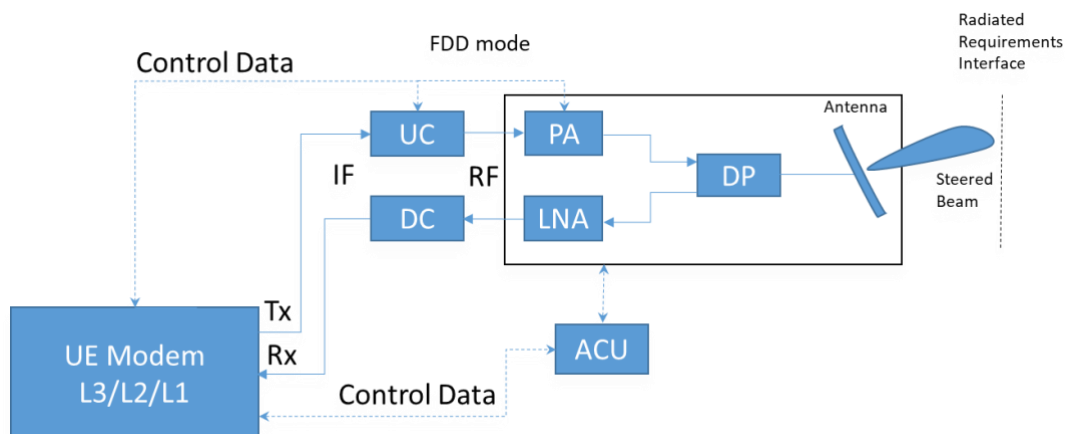 Radiated
Requirements
Interface
FDD mode
Control Data
Antenna
UC
PA
IF
RF
DP
Steered
Beam
DC
LNA
Tx
UE Modem
L3/L2/L1
Rx
ACU
Control Data